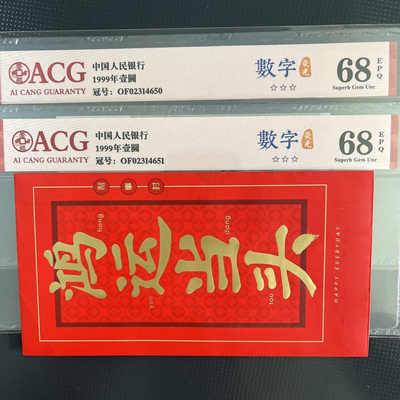 ACG
AI CANG GUARANTY
中国人民银行
1999年壹圓
冠号: OF02314650
數字
☆☆☆
68
EPQ
Superb Gem Unc
ACG
AI CANG GUARANTY
中国人民银行
1999年壹圓
冠号: OF02314651
數字
☆☆☆
68
EPQ
Superb Gem Unc
鸿运当头
hong
yun
dang
tou
HAPPY EVERYDAY